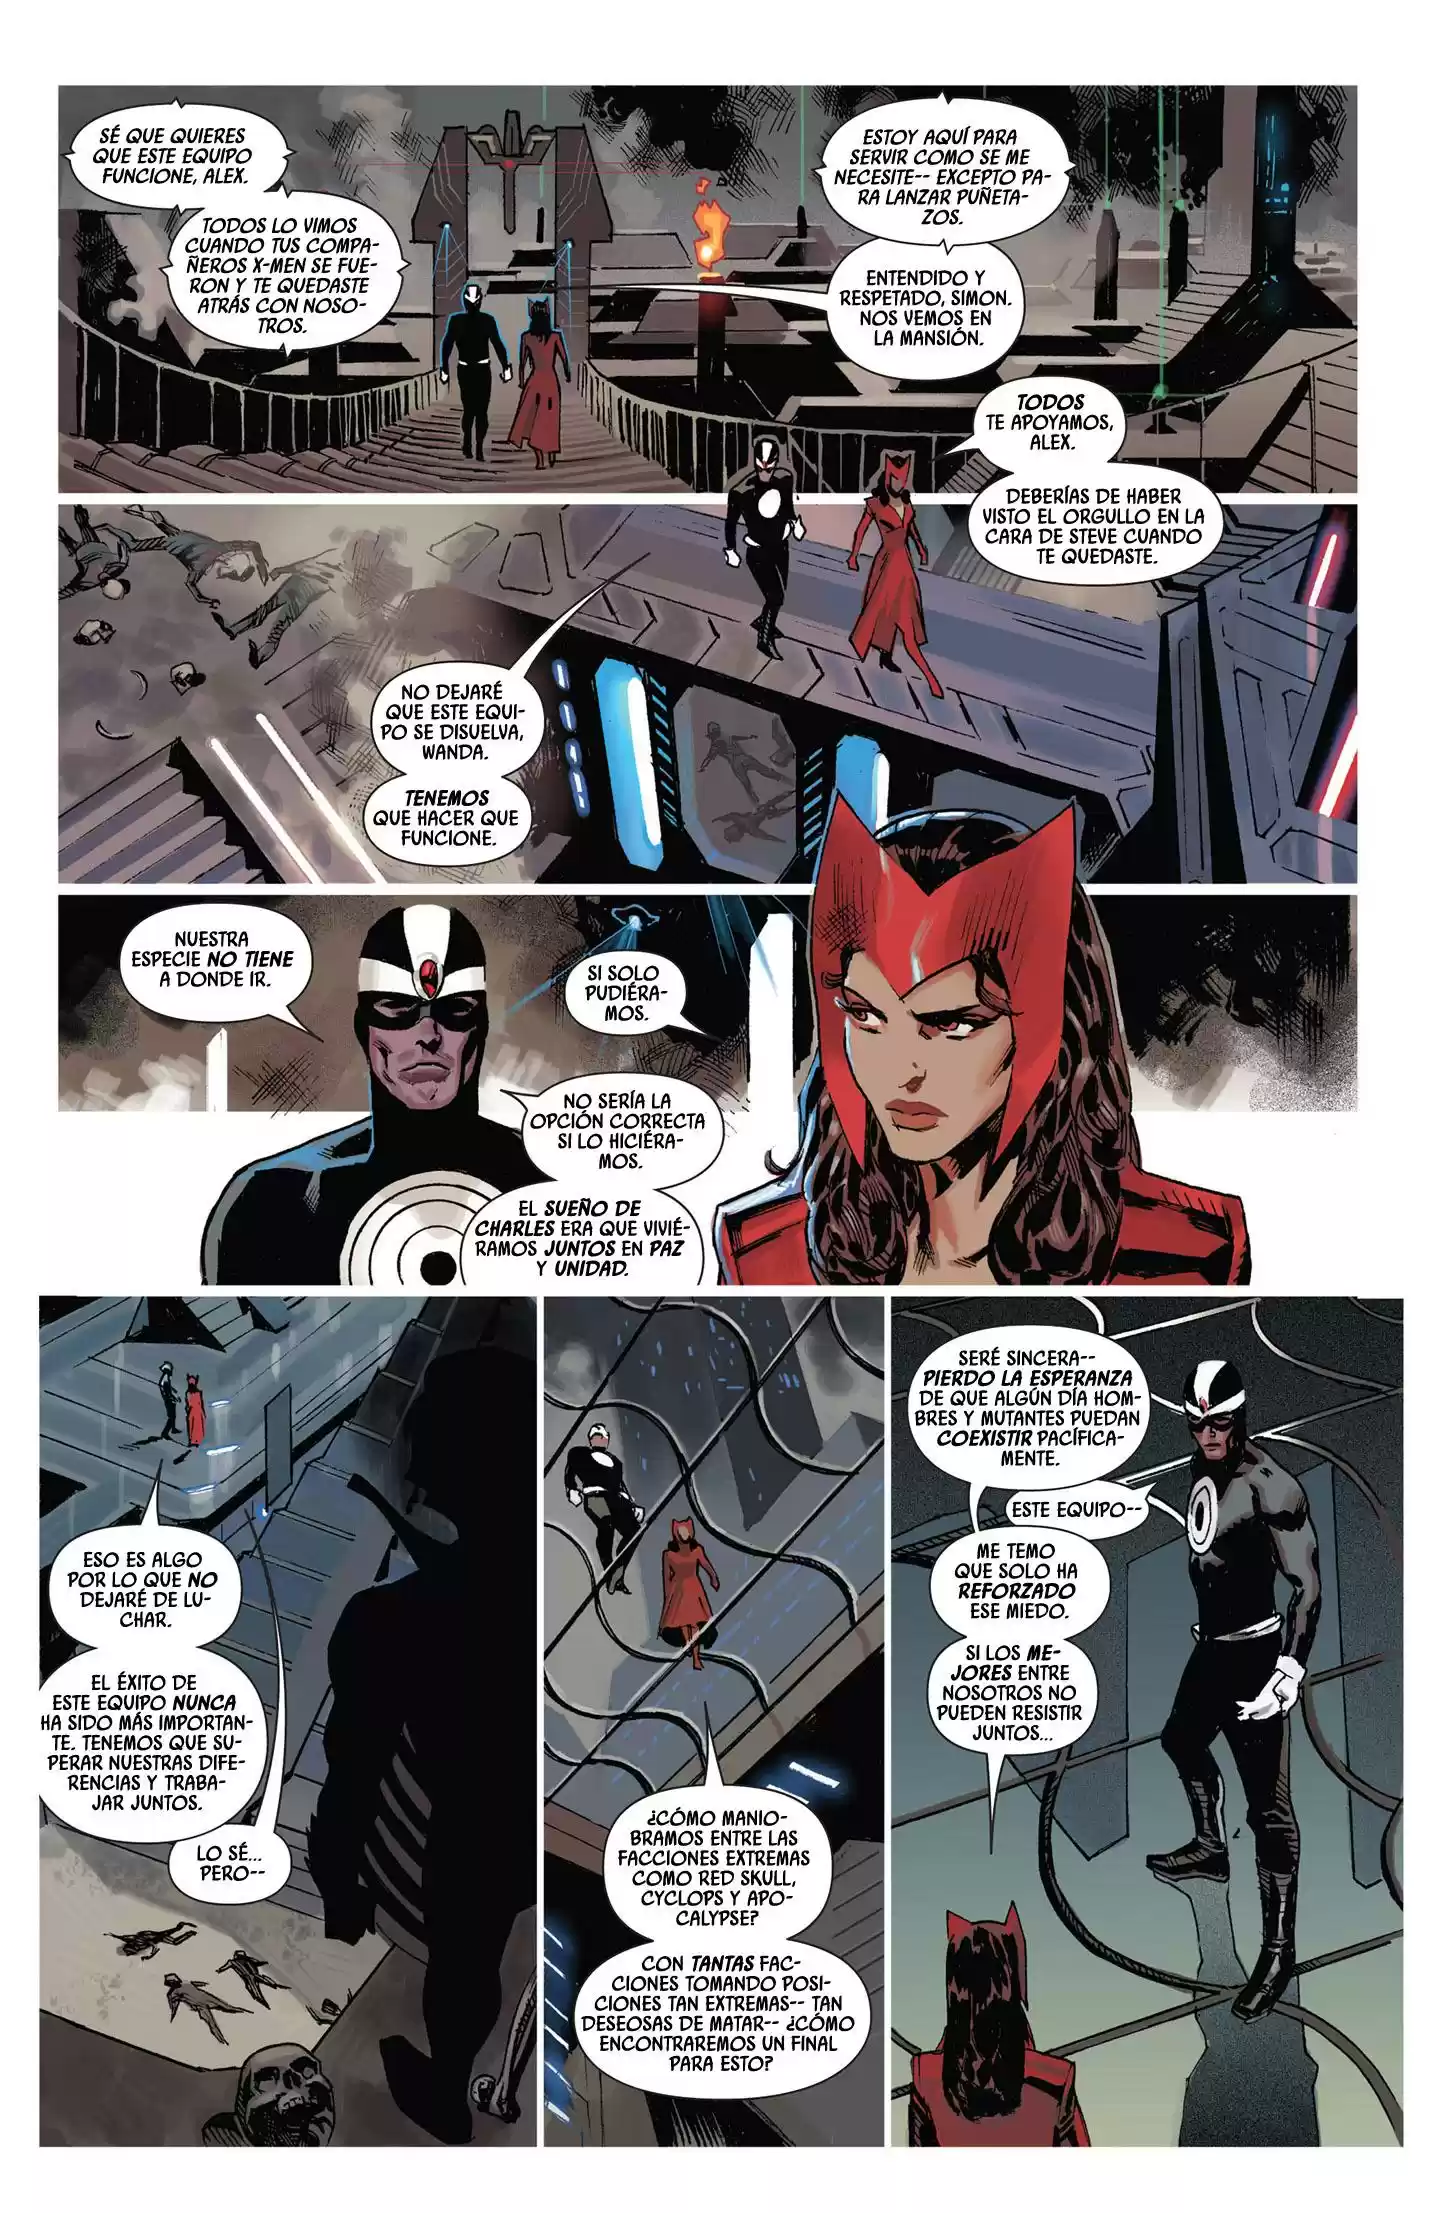 SÉ QUE QUIERES
QUE ESTE EQUIPO
FUNCIONE, ALEX.
TODOS LO VIMOS
CUANDO TUS COMPA-
ÑEROS X-MEN SE FUE-
RON Y TE QUEDASTE
ATRÁS CON NOSO-
TROS.
ESTOY AQUÍ PARA
SERVIR COMO SE ME
NECESITE-- EXCEPTO PA-
RA LANZAR PUÑETA-
ZOS.
ENTENDIDO Y
RESPETADO, SIMON.
NOS VEMOS EN
LA MANSIÓN.
TODOS
TE APOYAMOS,
ALEX.
DEBERÍAS DE HABER
VISTO EL ORGULLO EN LA
CARA DE STEVE CUANDO
TE QUEDASTE.
NO DEJARÉ
QUE ESTE EQUI-
PO SE DISUELVA,
WANDA.
TENEMOS
QUE HACER QUE
FUNCIONE.
NUESTRA
ESPECIE NO TIENE
A DONDE IR.
SI SOLO
PUDIÉRA-
MOS.
NO SERÍA LA
OPCIÓN CORRECTA
SI LO HICIÉRA-
MOS.
EL SUEÑO DE
CHARLES ERA QUE VIVIÉ-
RAMOS JUNTOS EN PAZ
Y UNIDAD.
ESO ES ALGO
POR LO QUE NO
DEJARÉ DE LU-
CHAR.
EL ÉXITO DE
ESTE EQUIPO NUNCA
HA SIDO MÁS IMPORTAN-
TE. TENEMOS QUE SU-
PERAR NUESTRAS DIFE-
RENCIAS Y TRABA-
JAR JUNTOS.
LO SÉ...
PERO--
¿CÓMO MANIO-
BRAMOS ENTRE LAS
FACCIONES EXTREMAS
COMO RED SKULL,
CYCLOPS Y APO-
CALYPSE?
CON TANTAS FAC-
CIONES TOMANDO POSI-
CIONES TAN EXTREMAS-- TAN
DESEOSAS DE MATAR-- ¿CÓMO
ENCONTRAREMOS UN FINAL
PARA ESTO?
SERÉ SINCERA--
PIERDO LA ESPERANZA
DE QUE ALGÚN DÍA HOM-
BRES Y MUTANTES PUEDAN
COEXISTIR PACÍFICA-
MENTE.
ESTE EQUIPO--
ME TEMO
QUE SOLO HA
REFORZADO
ESE MIEDO.
SI LOS ME-
JORES ENTRE
NOSOTROS NO
PUEDEN RESISTIR
JUNTOS...